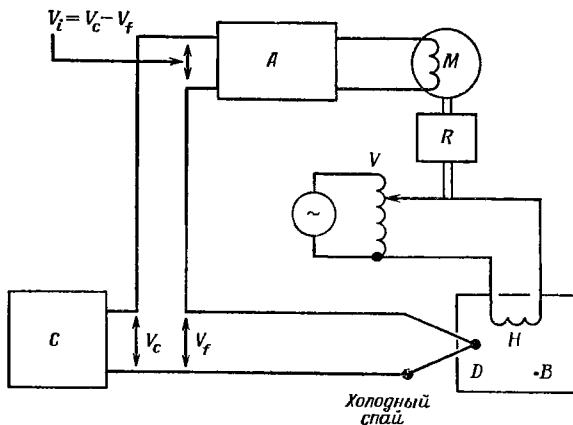 V_i = V_c – V_f
A
M
R
V
~
C
V_c
V_f
H
D
·B
Холодный
спай